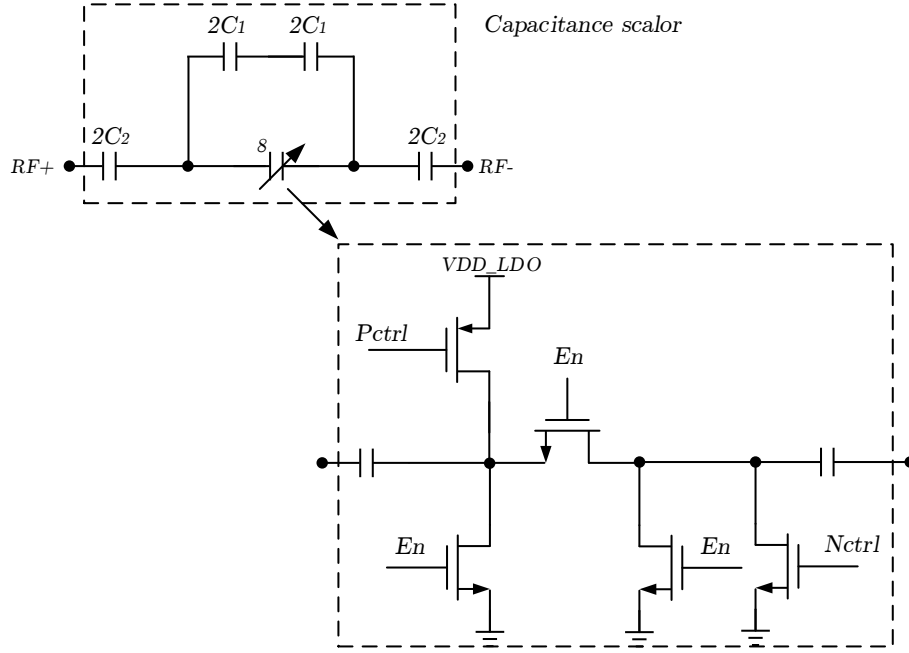 2C1 2C1 Capacitance scalor
2C2 8 2C2
RF+ RF-
VDD_LDO
Pctrl
En
En En Nctrl